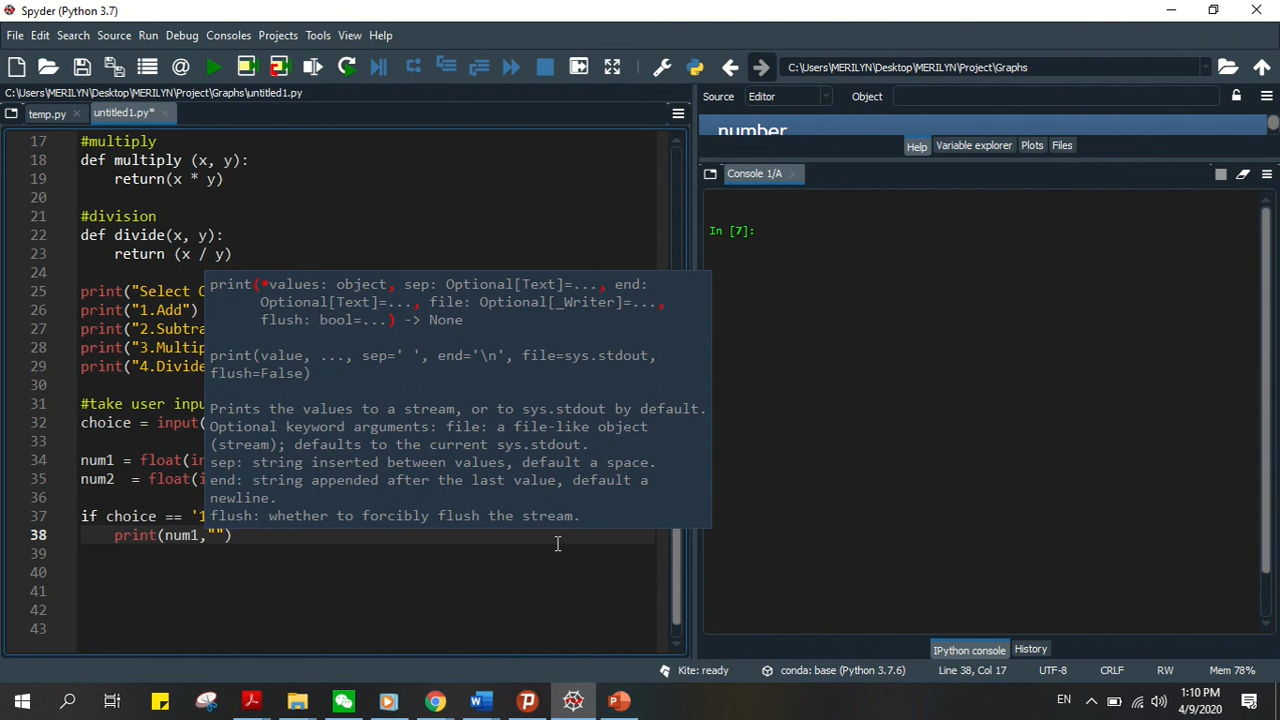 Spyder (Python 3.7)
File Edit Search Source Run Debug Consoles Projects Tools View Help
C:\Users\MERILYN\Desktop\MERILYN\Project\Graphs
C:\Users\MERILYN\Desktop\MERILYN\Project\Graphs\untitled1.py
temp.py untitled1.py*
Source Editor Object
number
Help Variable explorer Plots Files
Console 1/A
In [7]:
17 #multiply
18 def multiply (x, y):
19 return(x * y)
20
21 #division
22 def divide(x, y):
23 return (x / y)
24
25 print("Select O
26 print("1.Add")
27 print("2.Subtra
28 print("3.Multip
29 print("4.Divide
30
31 #take user inpu
32 choice = input(
33
34 num1 = float(in
35 num2 = float(i
36
37 if choice == '1
38 print(num1,"")
39
40
41
42
43
print(*values: object, sep: Optional[Text]=..., end:
Optional[Text]=..., file: Optional[_Writer]=...,
flush: bool=...) -> None
print(value, ..., sep=' ', end='\n', file=sys.stdout,
flush=False)
Prints the values to a stream, or to sys.stdout by default.
Optional keyword arguments: file: a file-like object
(stream); defaults to the current sys.stdout.
sep: string inserted between values, default a space.
end: string appended after the last value, default a
newline.
flush: whether to forcibly flush the stream.
IPython console History
Kite: ready conda: base (Python 3.7.6) Line 38, Col 17 UTF-8 CRLF RW Mem 78%
EN 1:10 PM
4/9/2020